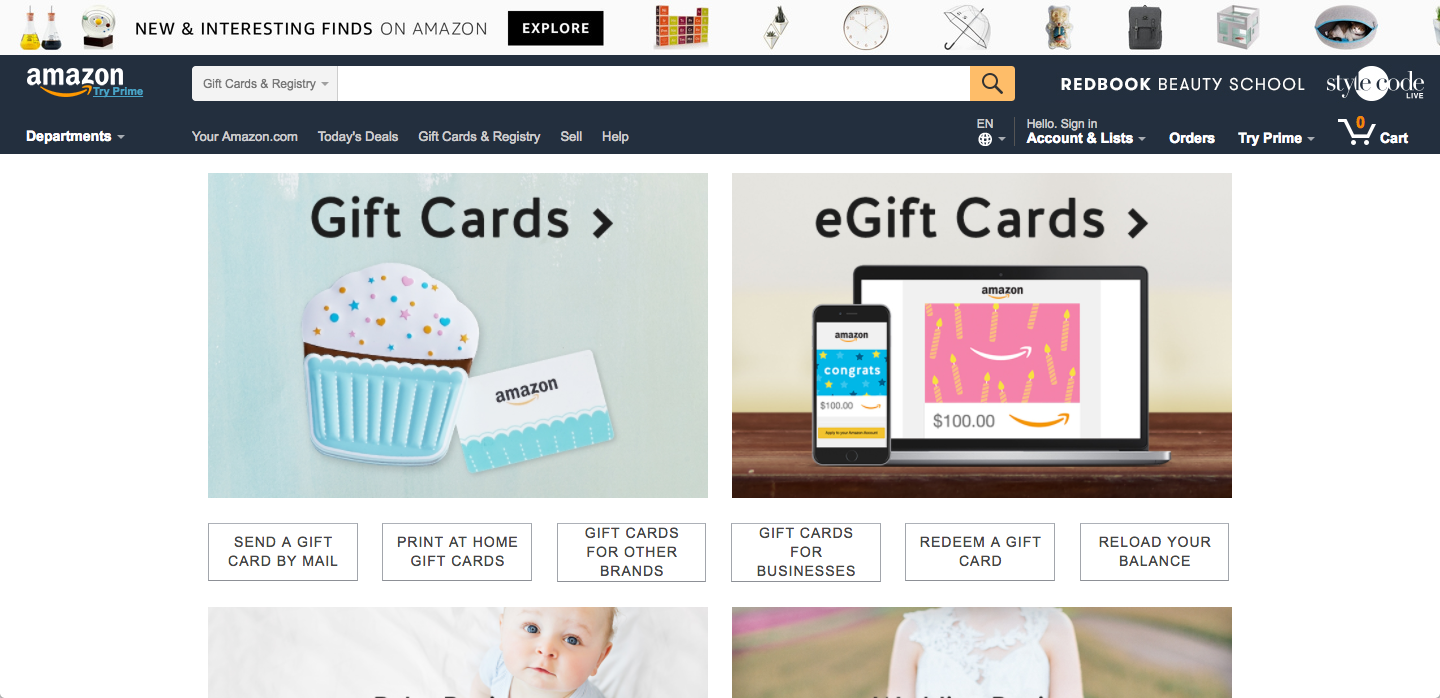 NEW & INTERESTING FINDS ON AMAZON EXPLORE
amazon
Try Prime
Gift Cards & Registry
REDBOOK BEAUTY SCHOOL
style code
LIVE
Departments
Your Amazon.com Today's Deals Gift Cards & Registry Sell Help
EN
Hello. Sign in
Account & Lists
Orders
Try Prime
0
Cart
Gift Cards >
amazon
eGift Cards >
amazon
$100.00
amazon
congrats
$100.00
Apply to your Amazon Account
SEND A GIFT
CARD BY MAIL
PRINT AT HOME
GIFT CARDS
GIFT CARDS
FOR OTHER
BRANDS
GIFT CARDS
FOR
BUSINESSES
REDEEM A GIFT
CARD
RELOAD YOUR
BALANCE